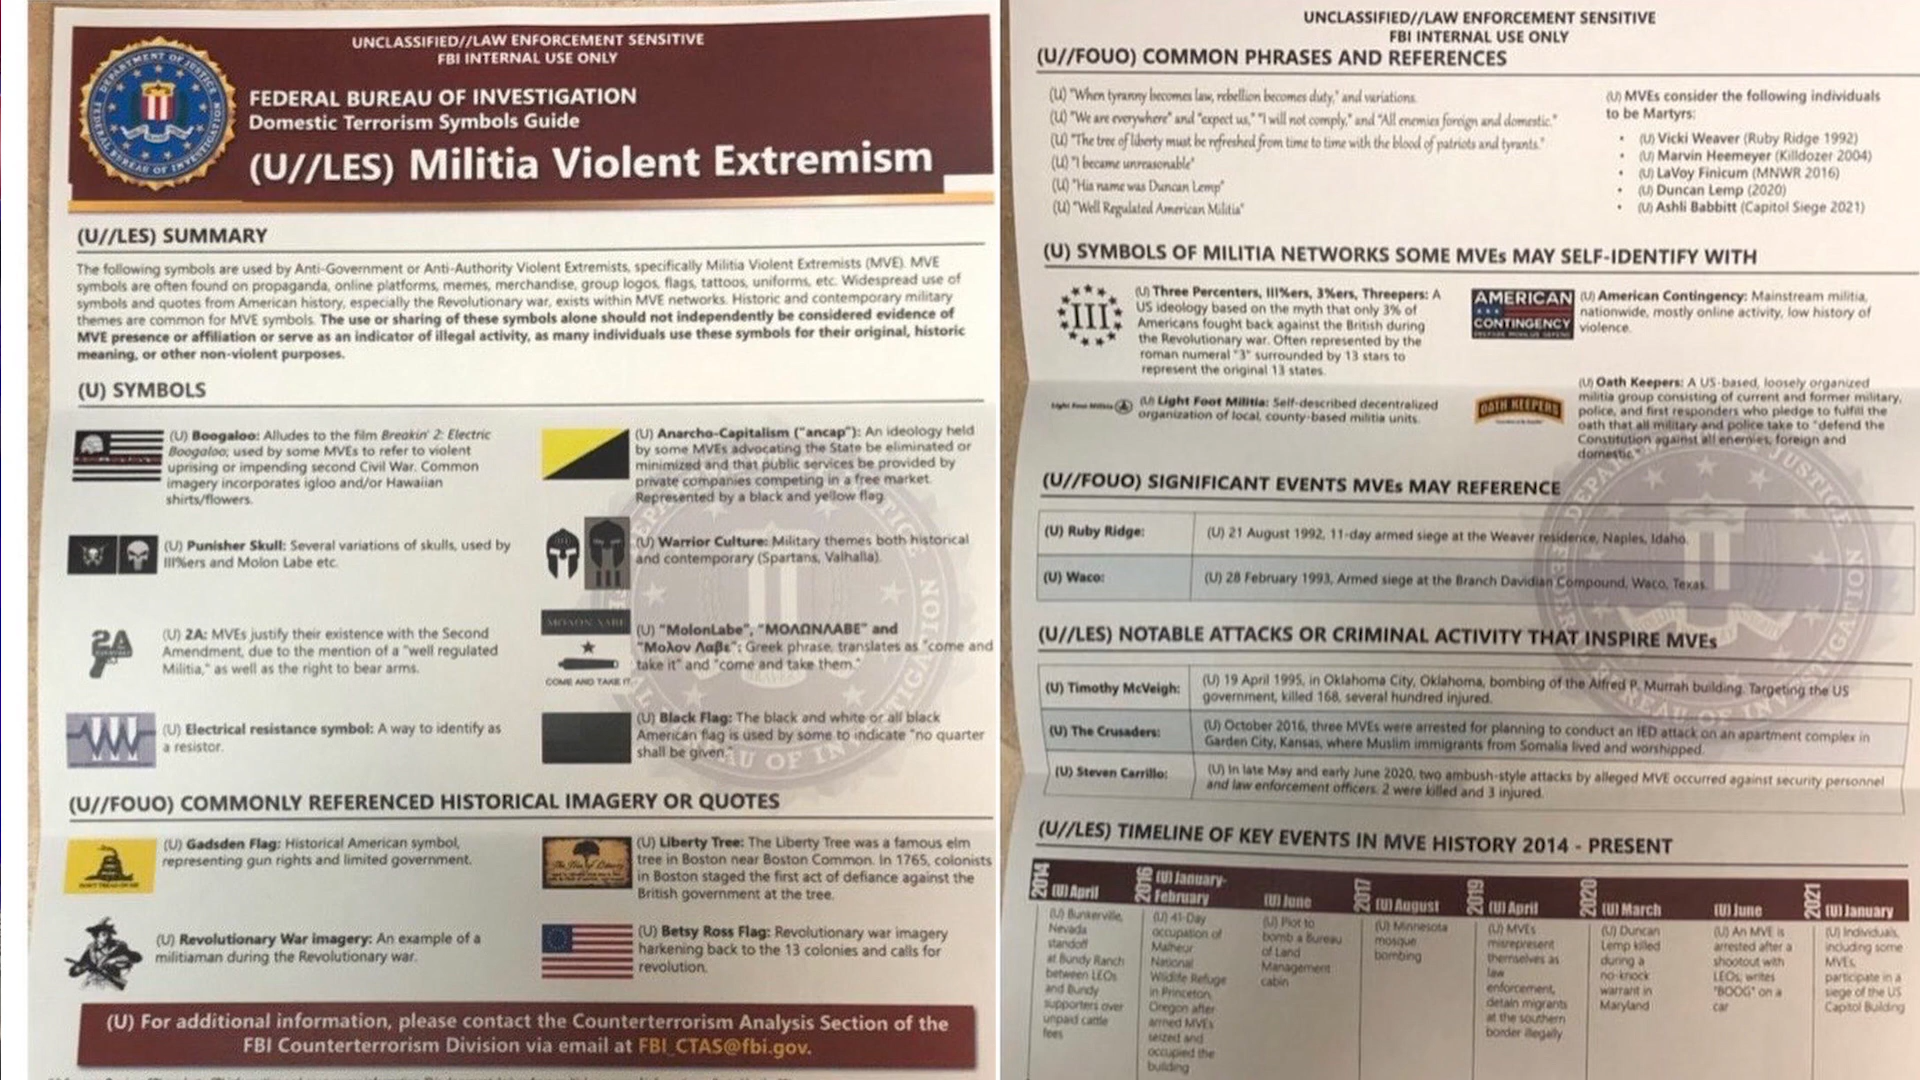 UNCLASSIFIED//LAW ENFORCEMENT SENSITIVE
FBI INTERNAL USE ONLY
FEDERAL BUREAU OF INVESTIGATION
Domestic Terrorism Symbols Guide
(U//LES) Militia Violent Extremism
(U//LES) SUMMARY
The following symbols are used by Anti-Government or Anti-Authority Violent Extremists, specifically Militia Violent Extremists (MVE). MVE
symbols are often found on propaganda, online platforms, memes, merchandise, group logos, flags, tattoos, uniforms, etc. Widespread use of
symbols and quotes from American history, especially the Revolutionary war, exists within MVE networks. Historic and contemporary military
themes are common for MVE symbols. The use or sharing of these symbols alone should not independently be considered evidence of
MVE presence or affiliation or serve as an indicator of illegal activity, as many individuals use these symbols for their original, historic
meaning, or other non-violent purposes.
(U) SYMBOLS
(U) Boogaloo: Alludes to the film Breakin' 2: Electric
Boogaloo; used by some MVEs to refer to violent
uprising or impending second Civil War. Common
imagery incorporates igloo and/or Hawaiian
shirts/flowers.
(U) Punisher Skull: Several variations of skulls, used by
III%ers and Molon Labe etc.
2A
(U) 2A: MVEs justify their existence with the Second
Amendment, due to the mention of a "well regulated
Militia," as well as the right to bear arms.
(U) Electrical resistance symbol: A way to identify as
a resistor.
(U) Anarcho-Capitalism ("ancap"): An ideology held
by some MVEs advocating the State be eliminated or
minimized and that public services be provided by
private companies competing in a free market.
Represented by a black and yellow flag.
III
(U) Warrior Culture: Military themes both historical
and contemporary (Spartans, Valhalla).
ΜΟΛΩΝ ΛΑΒΕ
COME AND TAKE IT
(U) "MolonLabe", "ΜΟΛΩΝΛΑΒΕ" and
"Μολον Λαβε": Greek phrase, translates as "come and
take it" and "come and take them."
(U) Black Flag: The black and white or all black
American flag is used by some to indicate "no quarter
shall be given."
(U//FOUO) COMMONLY REFERENCED HISTORICAL IMAGERY OR QUOTES
DONT TREAD ON ME
(U) Gadsden Flag: Historical American symbol,
representing gun rights and limited government.
(U) Revolutionary War imagery: An example of a
militiaman during the Revolutionary war.
The Tree of Liberty
(U) Liberty Tree: The Liberty Tree was a famous elm
tree in Boston near Boston Common. In 1765, colonists
in Boston staged the first act of defiance against the
British government at the tree.
(U) Betsy Ross Flag: Revolutionary war imagery
harkening back to the 13 colonies and calls for
revolution.
(U) For additional information, please contact the Counterterrorism Analysis Section of the
FBI Counterterrorism Division via email at FBI_CTAS@fbi.gov.
UNCLASSIFIED//LAW ENFORCEMENT SENSITIVE
FBI INTERNAL USE ONLY
(U//FOUO) COMMON PHRASES AND REFERENCES
(U) "When tyranny becomes law, rebellion becomes duty," and variations.
(U) "We are everywhere" and "expect us," "I will not comply," and "All enemies foreign and domestic."
(U) "The tree of liberty must be refreshed from time to time with the blood of patriots and tyrants."
(U) "I became unreasonable"
(U) "His name was Duncan Lemp"
(U) "Well Regulated American Militia"
(U) MVEs consider the following individuals
to be Martyrs:
• (U) Vicki Weaver (Ruby Ridge 1992)
• (U) Marvin Heemeyer (Killdozer 2004)
• (U) LaVoy Finicum (MNWR 2016)
• (U) Duncan Lemp (2020)
• (U) Ashli Babbitt (Capitol Siege 2021)
(U) SYMBOLS OF MILITIA NETWORKS SOME MVEs MAY SELF-IDENTIFY WITH
III
(U) Three Percenters, III%ers, 3%ers, Threepers: A
US ideology based on the myth that only 3% of
Americans fought back against the British during
the Revolutionary war. Often represented by the
roman numeral "3" surrounded by 13 stars to
represent the original 13 states.
Light Foot Militia
(U) Light Foot Militia: Self-described decentralized
organization of local, county-based militia units.
AMERICAN
CONTINGENCY
(U) American Contingency: Mainstream militia,
nationwide, mostly online activity, low history of
violence.
OATH KEEPERS
(U) Oath Keepers: A US-based, loosely organized
militia group consisting of current and former military,
police, and first responders who pledge to fulfill the
oath that all military and police take to "defend the
Constitution against all enemies, foreign and
domestic."
(U//FOUO) SIGNIFICANT EVENTS MVEs MAY REFERENCE
(U) Ruby Ridge: (U) 21 August 1992, 11-day armed siege at the Weaver residence, Naples, Idaho.
(U) Waco: (U) 28 February 1993, Armed siege at the Branch Davidian Compound, Waco, Texas.
(U//LES) NOTABLE ATTACKS OR CRIMINAL ACTIVITY THAT INSPIRE MVEs
(U) Timothy McVeigh: (U) 19 April 1995, in Oklahoma City, Oklahoma, bombing of the Alfred P. Murrah building. Targeting the US
government, killed 168, several hundred injured.
(U) The Crusaders: (U) October 2016, three MVEs were arrested for planning to conduct an IED attack on an apartment complex in
Garden City, Kansas, where Muslim immigrants from Somalia lived and worshipped.
(U) Steven Carrillo: (U) In late May and early June 2020, two ambush-style attacks by alleged MVE occurred against security personnel
and law enforcement officers. 2 were killed and 3 injured.
(U//LES) TIMELINE OF KEY EVENTS IN MVE HISTORY 2014 - PRESENT
2014
(U) April
(U) Bunkerville,
Nevada
standoff
at Bundy Ranch
between LEOs
and Bundy
supporters over
unpaid cattle
fees
2016
(U) January-
February
(U) 41-Day
occupation of
Malheur
National
Wildlife Refuge
in Princeton,
Oregon after
armed MVEs
seized and
occupied the
building
(U) June
(U) Plot to
bomb a Bureau
of Land
Management
cabin
2017
(U) August
(U) Minnesota
mosque
bombing
2019
(U) April
(U) MVEs
misrepresent
themselves as
law
enforcement,
detain migrants
at the southern
border illegally
2020
(U) March
(U) Duncan
Lemp killed
during a
no-knock
warrant in
Maryland
(U) June
(U) An MVE is
arrested after a
shootout with
LEOs; writes
"BOOG" on a
car
2021
(U) January
(U) Individuals,
including some
MVEs,
participate in a
siege of the US
Capitol Building